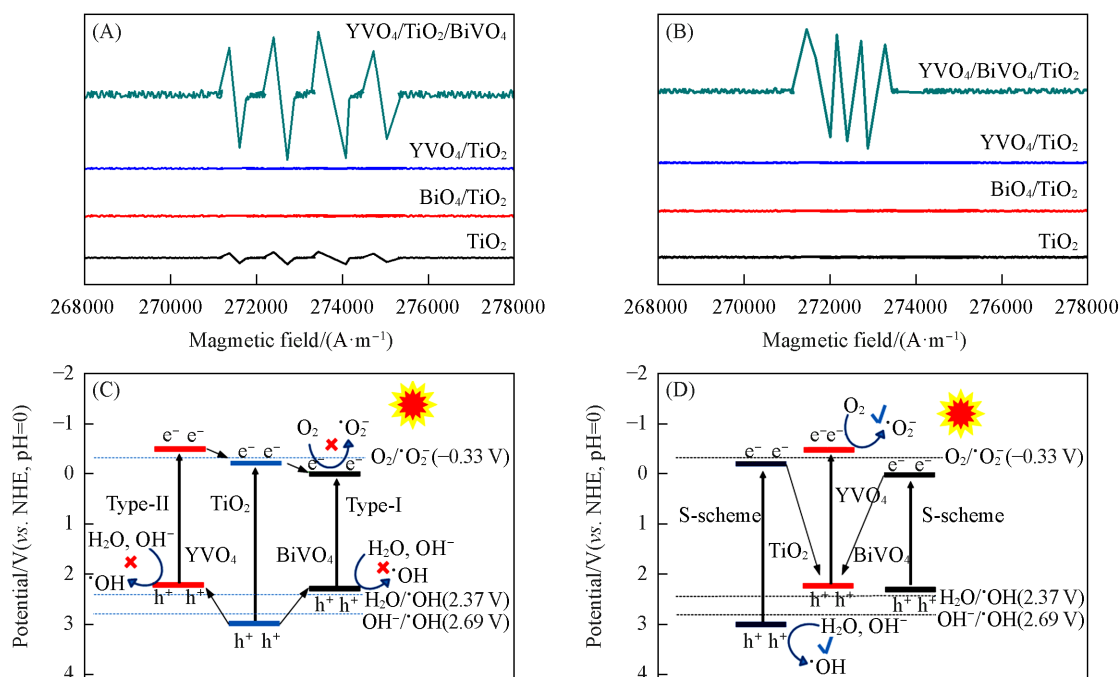 (A)
YVO₄/TiO₂/BiVO₄
YVO₄/TiO₂
BiO₄/TiO₂
TiO₂
268000 270000 272000 274000 276000 278000
Magmetic field/(A·m⁻¹)
(B)
YVO₄/BiVO₄/TiO₂
YVO₄/TiO₂
BiO₄/TiO₂
TiO₂
268000 270000 272000 274000 276000 278000
Magmetic field/(A·m⁻¹)
(C)
Potential/V(vs. NHE, pH=0)
−2
−1
0
1
2
3
4
e⁻ e⁻
e⁻ e⁻
O₂
•O₂⁻
e⁻ e⁻
O₂/•O₂⁻(−0.33 V)
Type-II
TiO₂
Type-I
H₂O, OH⁻
YVO₄
BiVO₄
H₂O, OH⁻
•OH
•OH
h⁺ h⁺
h⁺ h⁺
H₂O/•OH(2.37 V)
OH⁻/•OH(2.69 V)
h⁺ h⁺
(D)
Potential/V(vs. NHE, pH=0)
−2
−1
0
1
2
3
4
O₂
•O₂⁻
e⁻e⁻
e⁻ e⁻
e⁻ e⁻
O₂/•O₂⁻(−0.33 V)
YVO₄
S-scheme
S-scheme
TiO₂
BiVO₄
h⁺ h⁺
h⁺ h⁺
H₂O/•OH(2.37 V)
OH⁻/•OH(2.69 V)
h⁺ h⁺
H₂O, OH⁻
•OH